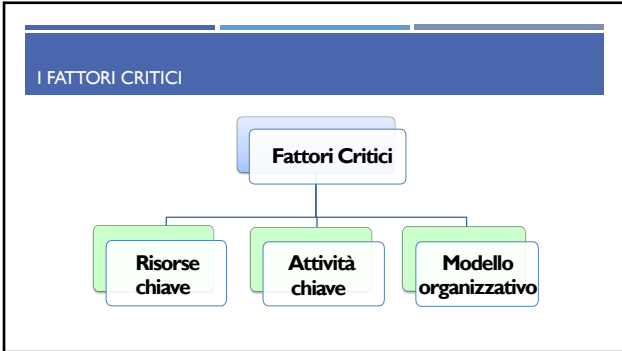 I FATTORI CRITICI
Fattori Critici
Risorse
chiave
Attività
chiave
Modello
organizzativo